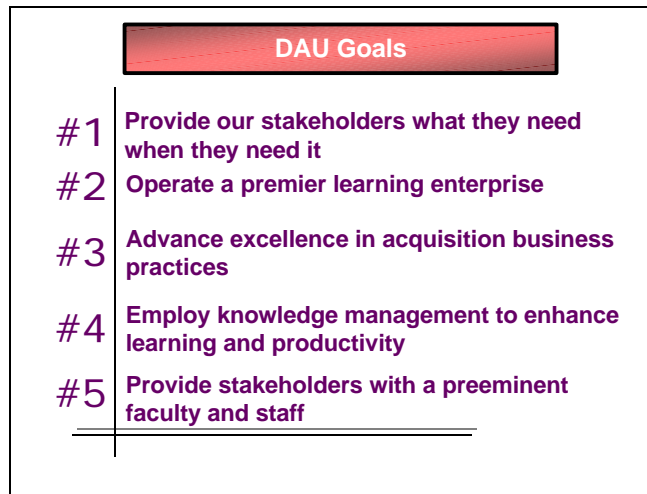 DAU Goals
#1 Provide our stakeholders what they need
when they need it
#2 Operate a premier learning enterprise
#3 Advance excellence in acquisition business
practices
#4 Employ knowledge management to enhance
learning and productivity
#5 Provide stakeholders with a preeminent
faculty and staff